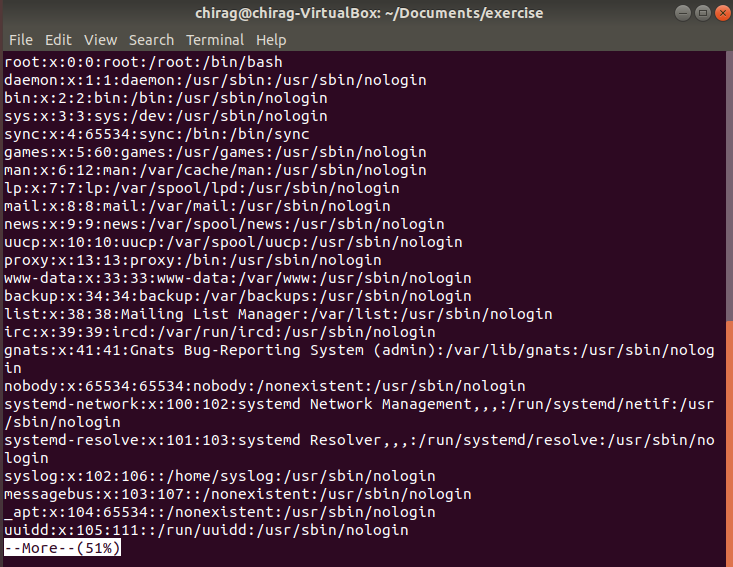 chirag@chirag-VirtualBox: ~/Documents/exercise
File Edit View Search Terminal Help
root:x:0:0:root:/root:/bin/bash
daemon:x:1:1:daemon:/usr/sbin:/usr/sbin/nologin
bin:x:2:2:bin:/bin:/usr/sbin/nologin
sys:x:3:3:sys:/dev:/usr/sbin/nologin
sync:x:4:65534:sync:/bin:/bin/sync
games:x:5:60:games:/usr/games:/usr/sbin/nologin
man:x:6:12:man:/var/cache/man:/usr/sbin/nologin
lp:x:7:7:lp:/var/spool/lpd:/usr/sbin/nologin
mail:x:8:8:mail:/var/mail:/usr/sbin/nologin
news:x:9:9:news:/var/spool/news:/usr/sbin/nologin
uucp:x:10:10:uucp:/var/spool/uucp:/usr/sbin/nologin
proxy:x:13:13:proxy:/bin:/usr/sbin/nologin
www-data:x:33:33:www-data:/var/www:/usr/sbin/nologin
backup:x:34:34:backup:/var/backups:/usr/sbin/nologin
list:x:38:38:Mailing List Manager:/var/list:/usr/sbin/nologin
irc:x:39:39:ircd:/var/run/ircd:/usr/sbin/nologin
gnats:x:41:41:Gnats Bug-Reporting System (admin):/var/lib/gnats:/usr/sbin/nolog
in
nobody:x:65534:65534:nobody:/nonexistent:/usr/sbin/nologin
systemd-network:x:100:102:systemd Network Management,,,:/run/systemd/netif:/usr
/sbin/nologin
systemd-resolve:x:101:103:systemd Resolver,,,:/run/systemd/resolve:/usr/sbin/no
login
syslog:x:102:106::/home/syslog:/usr/sbin/nologin
messagebus:x:103:107::/nonexistent:/usr/sbin/nologin
_apt:x:104:65534::/nonexistent:/usr/sbin/nologin
uuidd:x:105:111::/run/uuidd:/usr/sbin/nologin
--More--(51%)